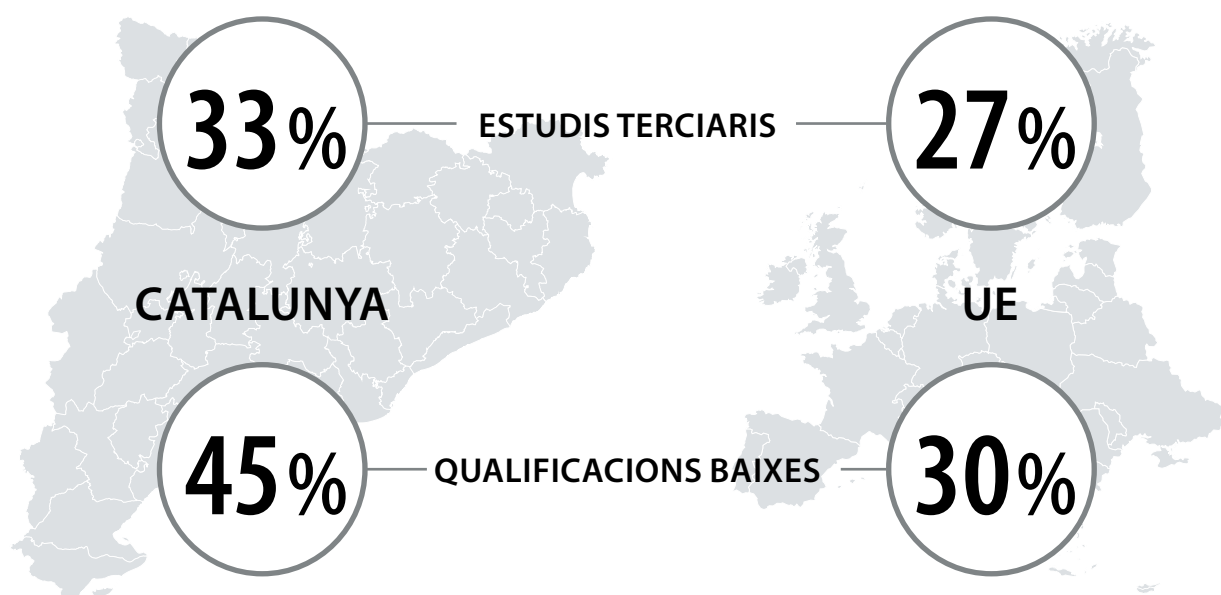 33% ESTUDIS TERCIARIS 27%
CATALUNYA UE
45% QUALIFICACIONS BAIXES 30%